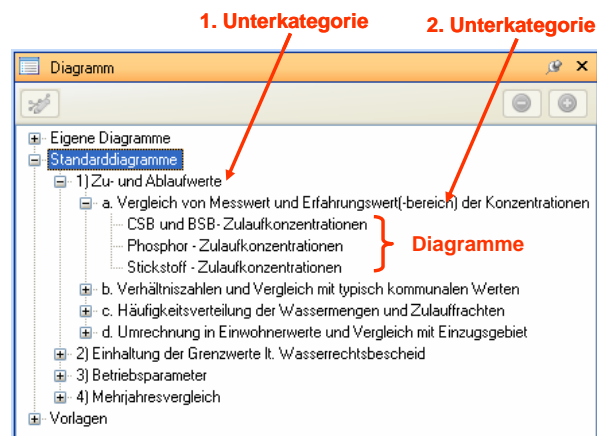 1. Unterkategorie
2. Unterkategorie
Diagramm
Eigene Diagramme
Standarddiagramme
1) Zu- und Ablaufwerte
a. Vergleich von Messwert und Erfahrungswert(-bereich) der Konzentrationen
CSB und BSB- Zulaufkonzentrationen
Phosphor - Zulaufkonzentrationen
Stickstoff - Zulaufkonzentrationen
Diagramme
b. Verhältniszahlen und Vergleich mit typisch kommunalen Werten
c. Häufigkeitsverteilung der Wassermengen und Zulauffrachten
d. Umrechnung in Einwohnerwerte und Vergleich mit Einzugsgebiet
2) Einhaltung der Grenzwerte lt. Wasserrechtsbescheid
3) Betriebsparameter
4) Mehrjahresvergleich
Vorlagen